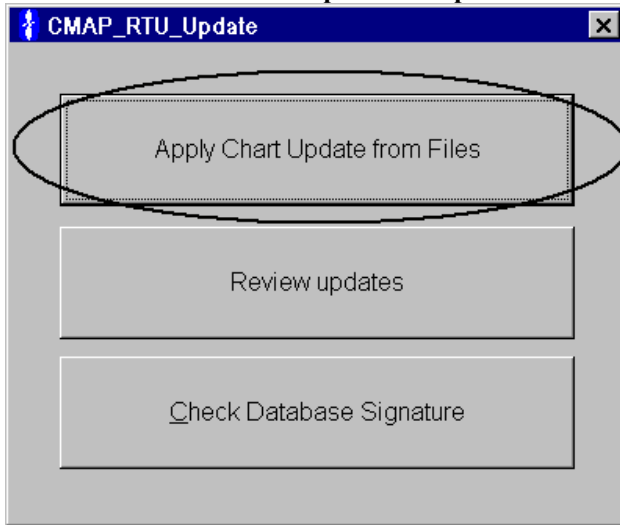 CMAP_RTU_Update
Apply Chart Update from Files
Review updates
Check Database Signature